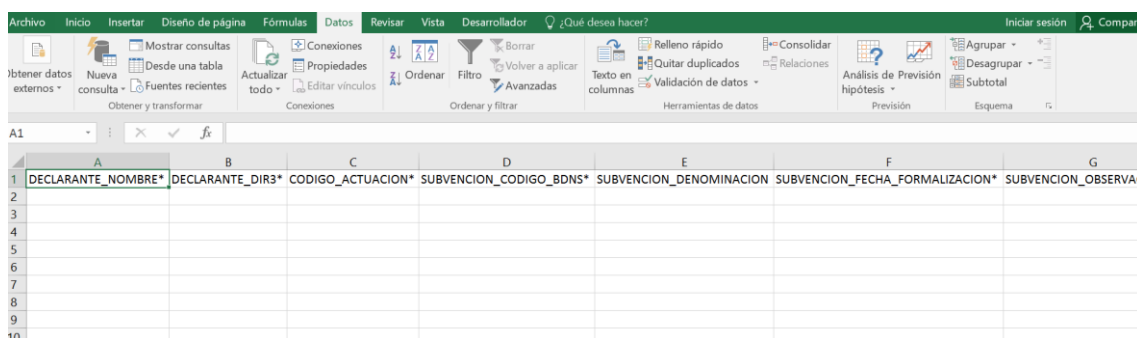 Archivo Inicio Insertar Diseño de página Fórmulas Datos Revisar Vista Desarrollador ¿Qué desea hacer? Iniciar sesión Compar
Obtener datos externos
Nueva consulta
Mostrar consultas
Desde una tabla
Fuentes recientes
Obtener y transformar
Actualizar todo
Conexiones
Propiedades
Editar vínculos
Conexiones
Ordenar
Filtro
Borrar
Volver a aplicar
Avanzadas
Ordenar y filtrar
Texto en columnas
Relleno rápido
Quitar duplicados
Validación de datos
Consolidar
Relaciones
Herramientas de datos
Análisis de hipótesis
Previsión
Previsión
Agrupar
Desagrupar
Subtotal
Esquema
A1 fx
A B C D E F G
1 DECLARANTE_NOMBRE* DECLARANTE_DIR3* CODIGO_ACTUACION* SUBVENCION_CODIGO_BDNS* SUBVENCION_DENOMINACION SUBVENCION_FECHA_FORMALIZACION* SUBVENCION_OBSERVA
2
3
4
5
6
7
8
9
10